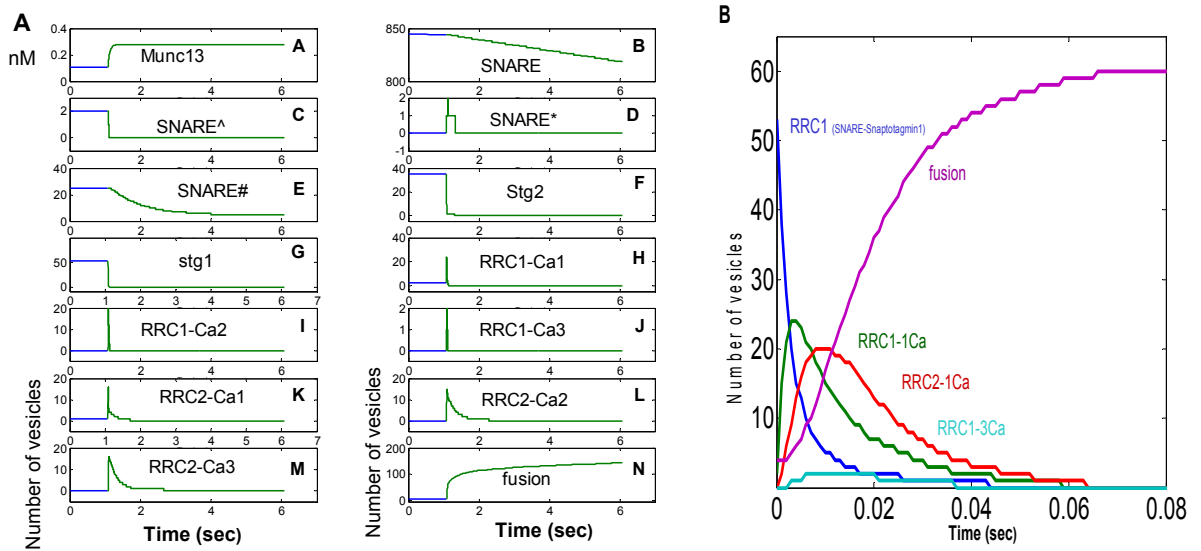 A
nM
0.4
0.2
0
Munc13
A
0 1 2 3 4 5 6 7
850
800
SNARE
B
0 2 4 6
2
0
SNARE^
C
0 2 4 6
2
1
0
-1
SNARE*
D
0 2 4 6
40
20
0
SNARE#
E
0 2 4 6
40
20
0
Stg2
F
0 2 4 6
50
0
stg1
G
0 1 2 3 4 5 6 7
40
20
0
RRC1-Ca1
H
0 2 4 6
20
10
0
RRC1-Ca2
I
0 2 4 6
20
10
0
RRC1-Ca3
J
0 2 4 6
20
10
0
RRC2-Ca1
K
0 1 2 3 4 5 6 7
20
10
0
RRC2-Ca2
L
0 2 4 6
20
10
0
RRC2-Ca3
M
0 2 4 6
200
100
0
fusion
N
0 2 4 6
Number of vesicles
Number of vesicles
Time (sec)
Time (sec)
B
Number of vesicles
60
50
40
30
20
10
RRC1 (SNARE-Snaptotagmin1)
fusion
RRC1-1Ca
RRC2-1Ca
RRC1-3Ca
0 0.02 0.04 0.06 0.08
Time (sec)